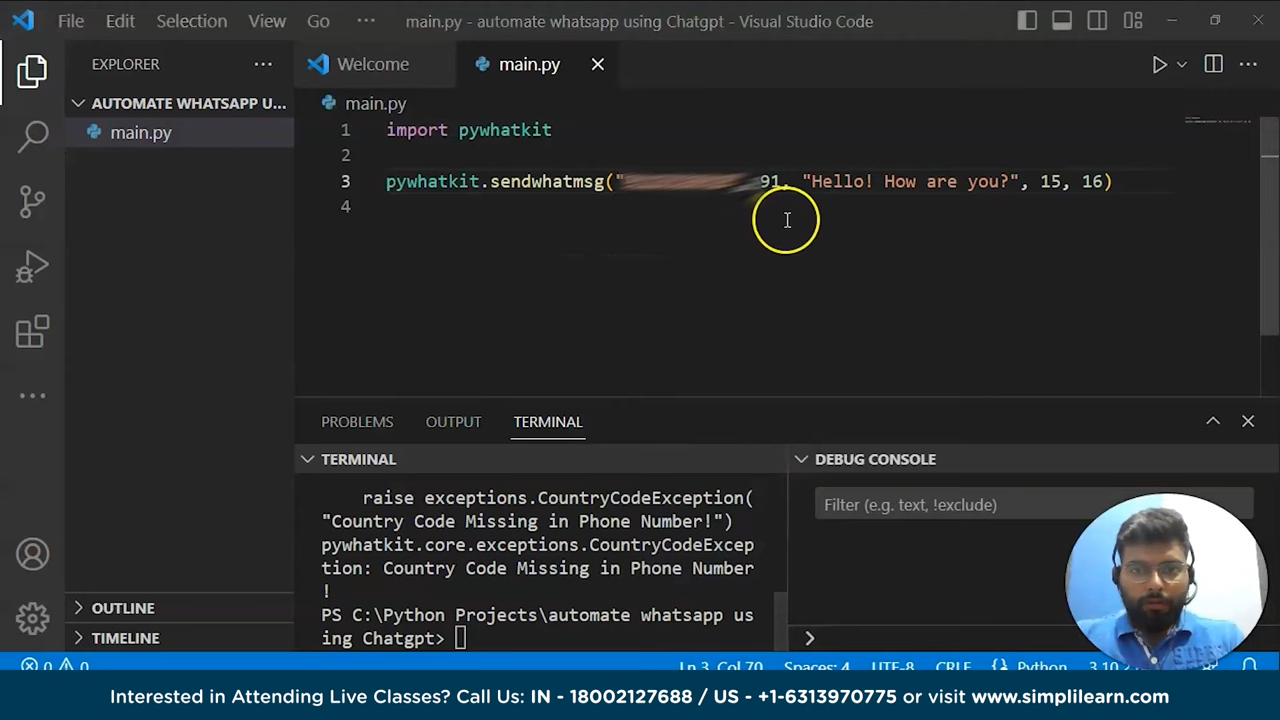 File Edit Selection View Go ··· main.py - automate whatsapp using Chatgpt - Visual Studio Code
EXPLORER ···
Welcome main.py
AUTOMATE WHATSAPP U...
main.py
main.py
1 import pywhatkit
2
3 pywhatkit.sendwhatmsg(" 91, "Hello! How are you?", 15, 16)
4
PROBLEMS OUTPUT TERMINAL
TERMINAL
raise exceptions.CountryCodeException(
"Country Code Missing in Phone Number!")
pywhatkit.core.exceptions.CountryCodeExcep
tion: Country Code Missing in Phone Number
!
PS C:\Python Projects\automate whatsapp us
ing Chatgpt>
DEBUG CONSOLE
Filter (e.g. text, !exclude)
OUTLINE
TIMELINE
0 0 Ln 3, Col 70 Spaces: 4 UTF-8 CRLF Python
Interested in Attending Live Classes? Call Us: IN - 18002127688 / US - +1-6313970775 or visit www.simplilearn.com